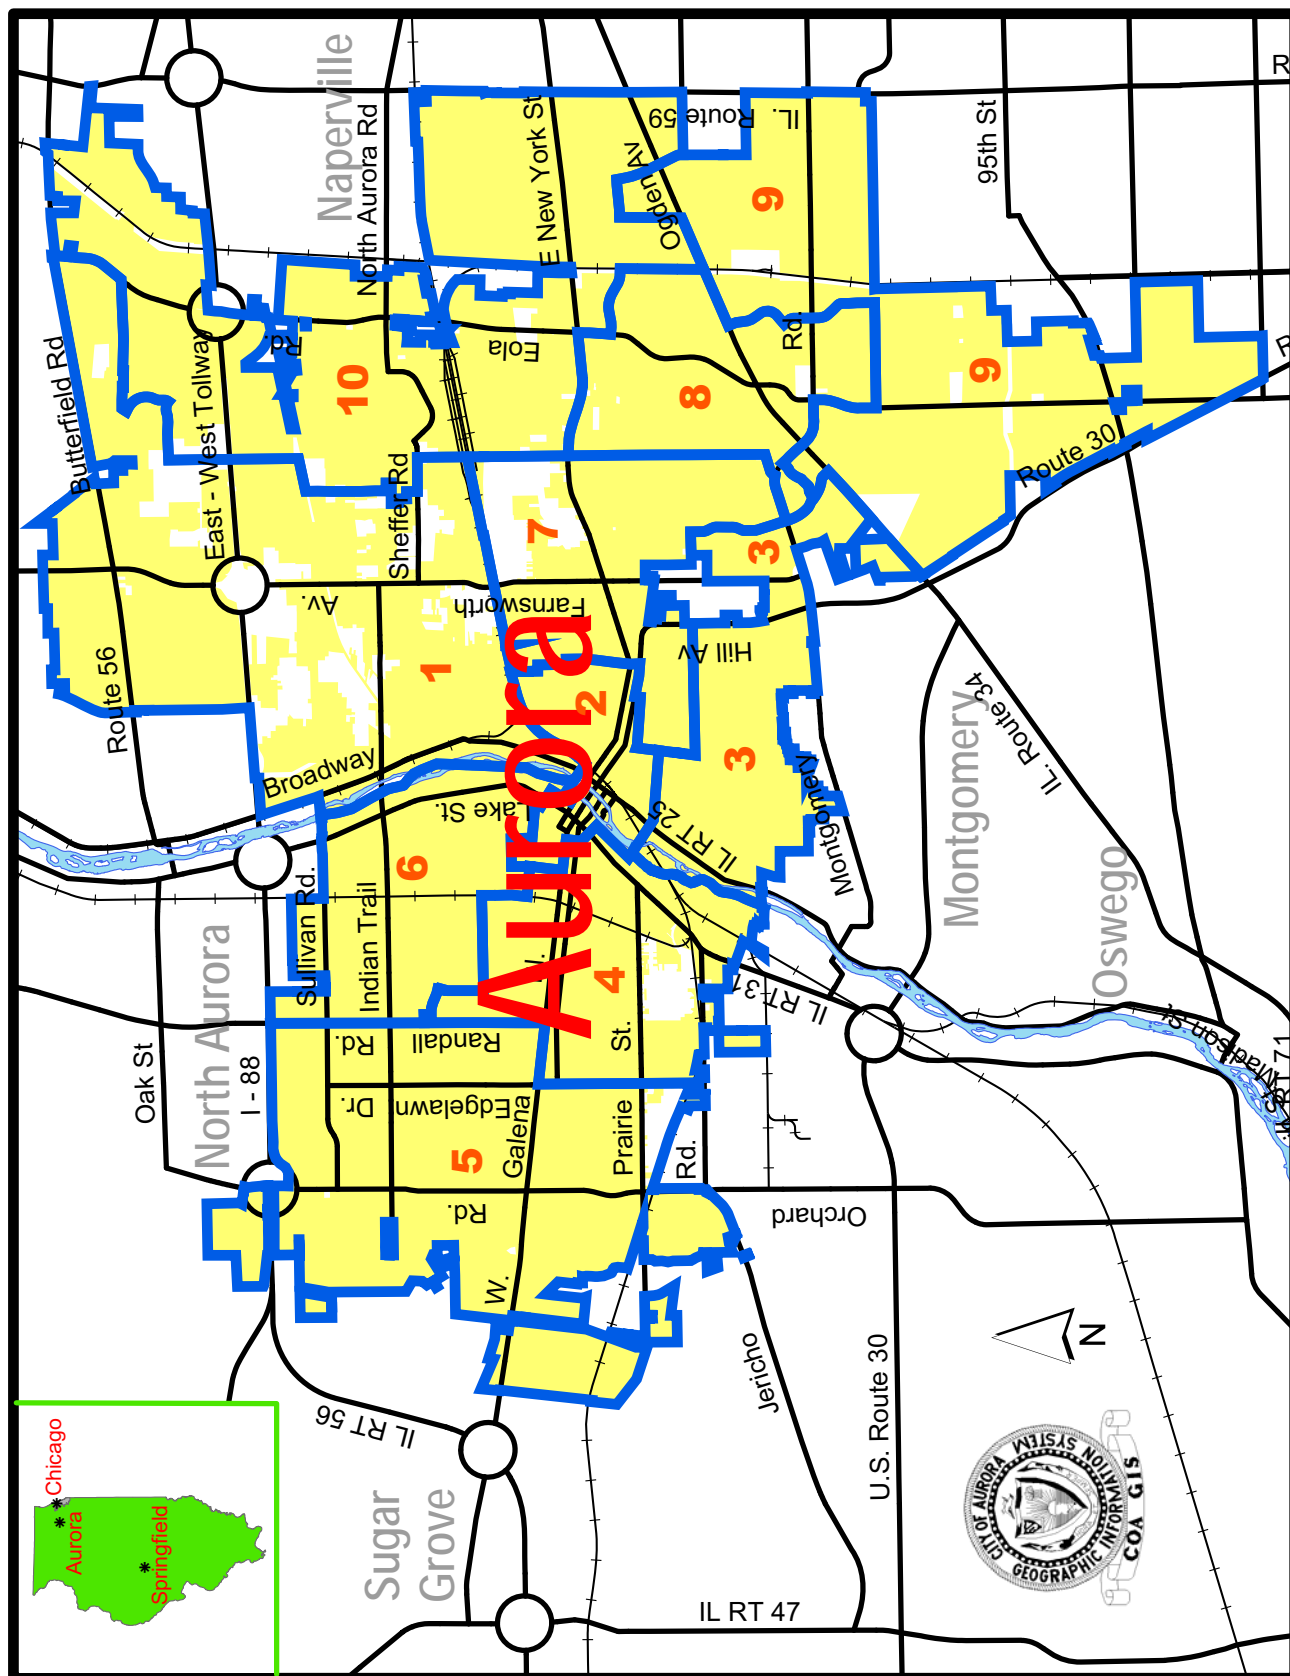 Chicago
Aurora
Springfield
Sugar
Grove
IL RT 56
IL RT 47
North Aurora
Oak St
I - 88
Sullivan Rd.
Indian Trail
Randall
Rd.
Edgelawn
Dr.
Orchard
Rd.
W.
Galena
Prairie
St.
Jericho
Rd.
U.S. Route 30
Lake St.
Broadway
IL RT 25
IL RT 31
Route 56
Butterfield Rd
East - West Tollway
Farnsworth
Av.
Sheffer Rd
North Aurora Rd
Naperville
Eola
Rd.
E New York St
Ogden Av
IL.
Route 59
Rd.
95th St
Route 30
Hill Av
Montgomery
Montgomery
IL. Route 34
Oswego
Madison St
RT 71
Aurora
1
2
3
3
4
5
6
7
8
9
9
10
N
CITY OF AURORA
GEOGRAPHIC INFORMATION SYSTEM
COA GIS